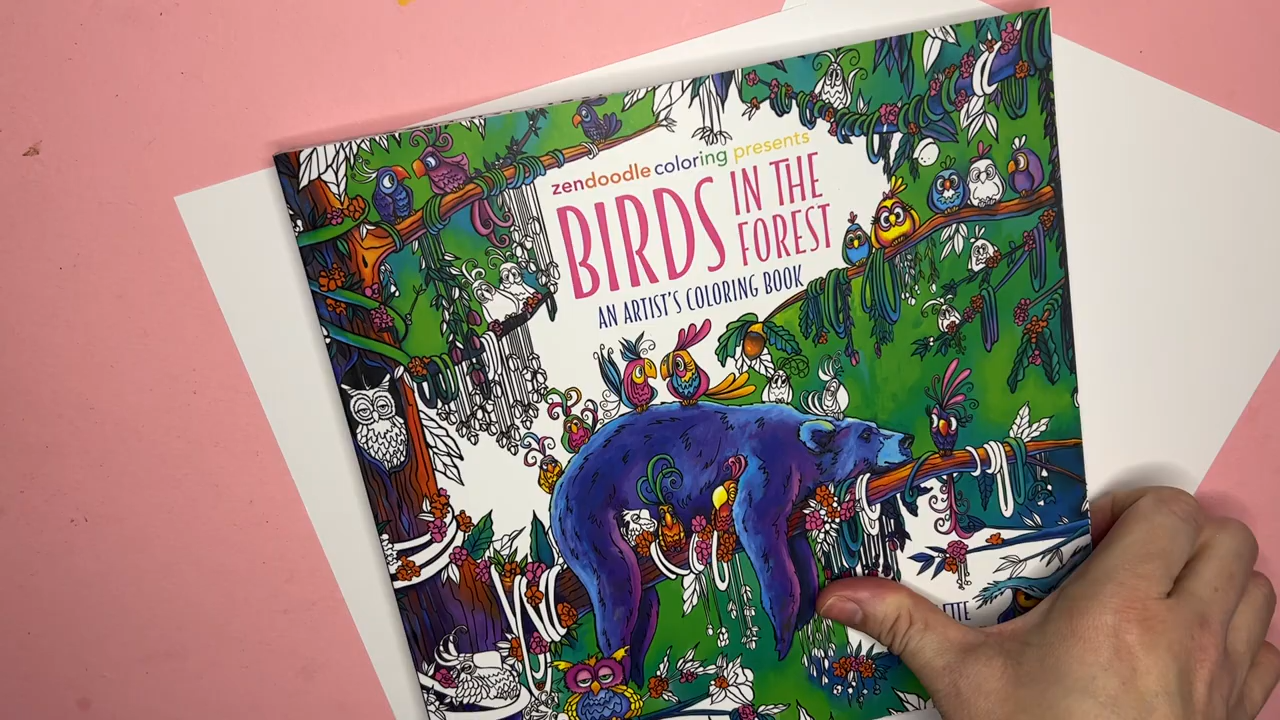 zendoodle coloring presents
BIRDS IN THE
FOREST
AN ARTIST'S COLORING BOOK